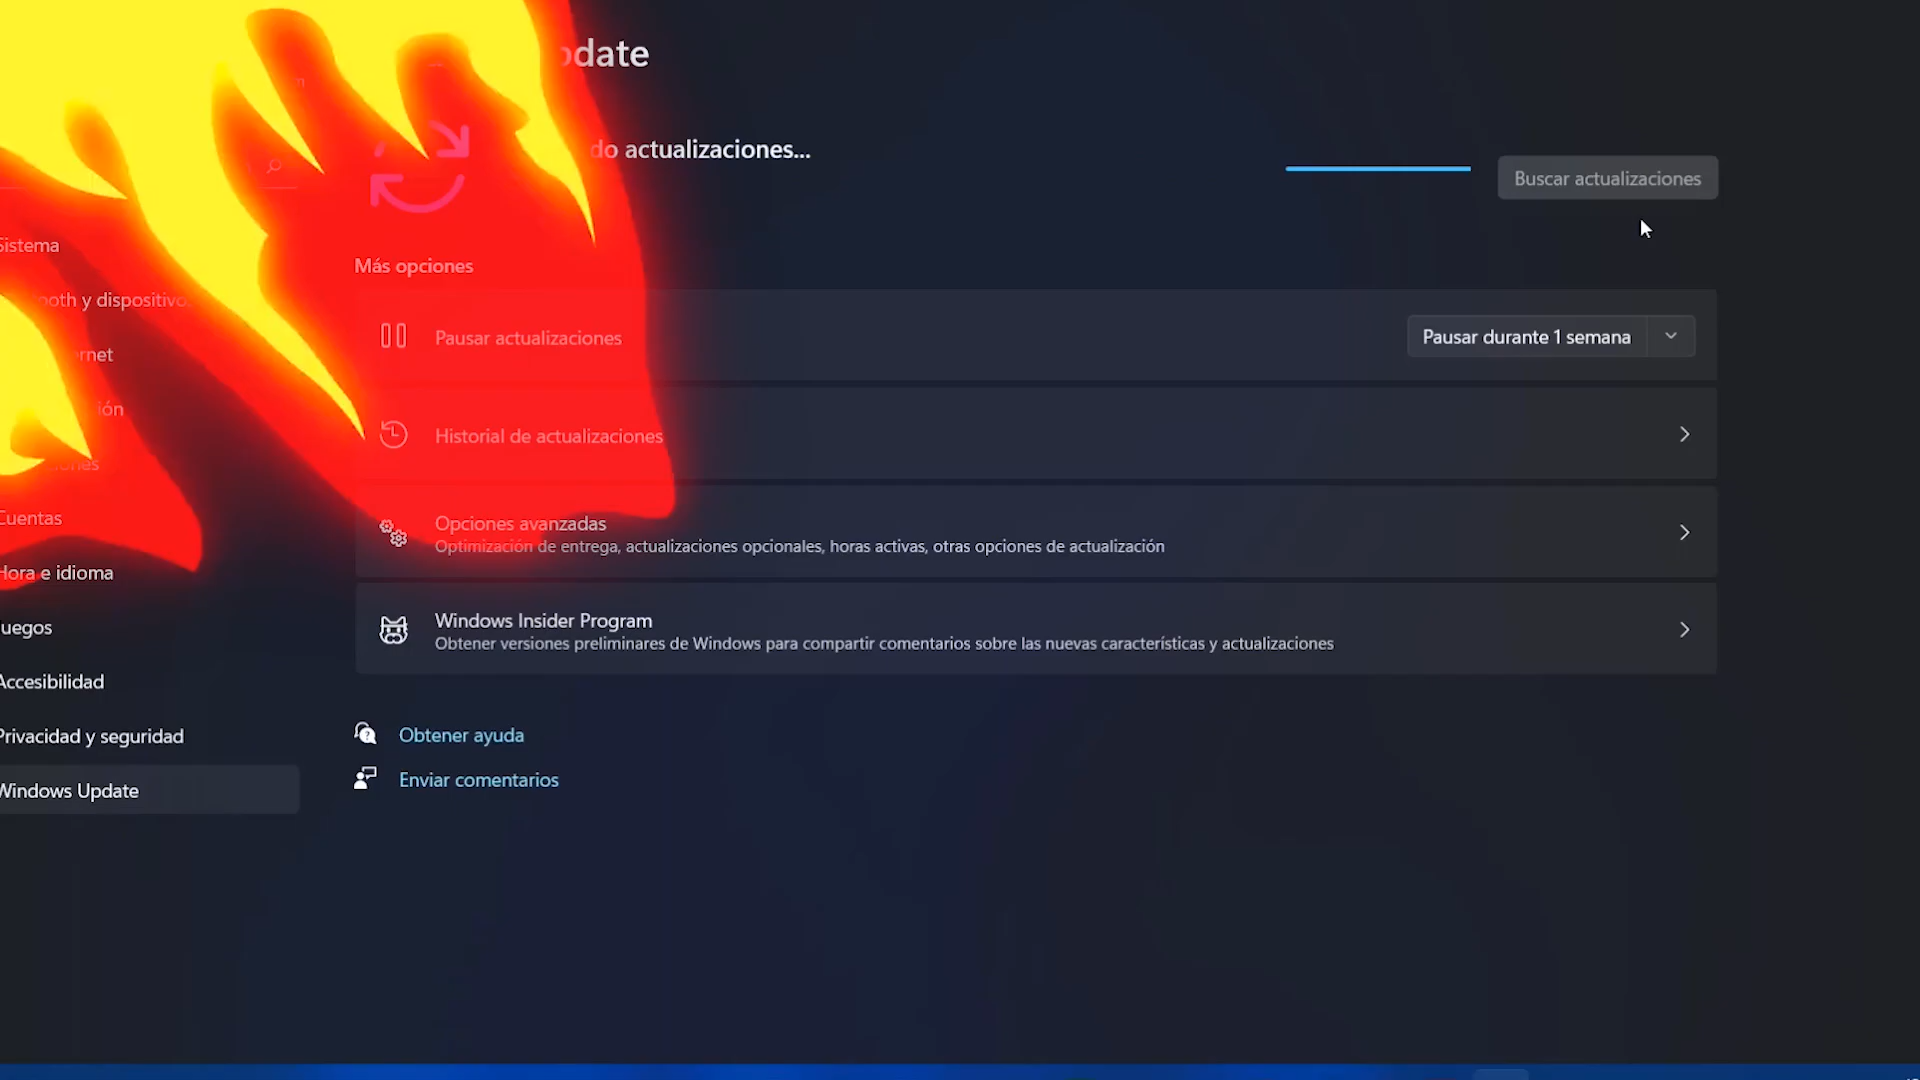 date
do actualizaciones...
Buscar actualizaciones
Sistema
ooth y dispositivo
Más opciones
Pausar actualizaciones
Pausar durante 1 semana
rnet
ión
Historial de actualizaciones
ones
Cuentas
Opciones avanzadas
Optimización de entrega, actualizaciones opcionales, horas activas, otras opciones de actualización
Hora e idioma
uegos
Windows Insider Program
Obtener versiones preliminares de Windows para compartir comentarios sobre las nuevas características y actualizaciones
Accesibilidad
Privacidad y seguridad
Obtener ayuda
Windows Update
Enviar comentarios